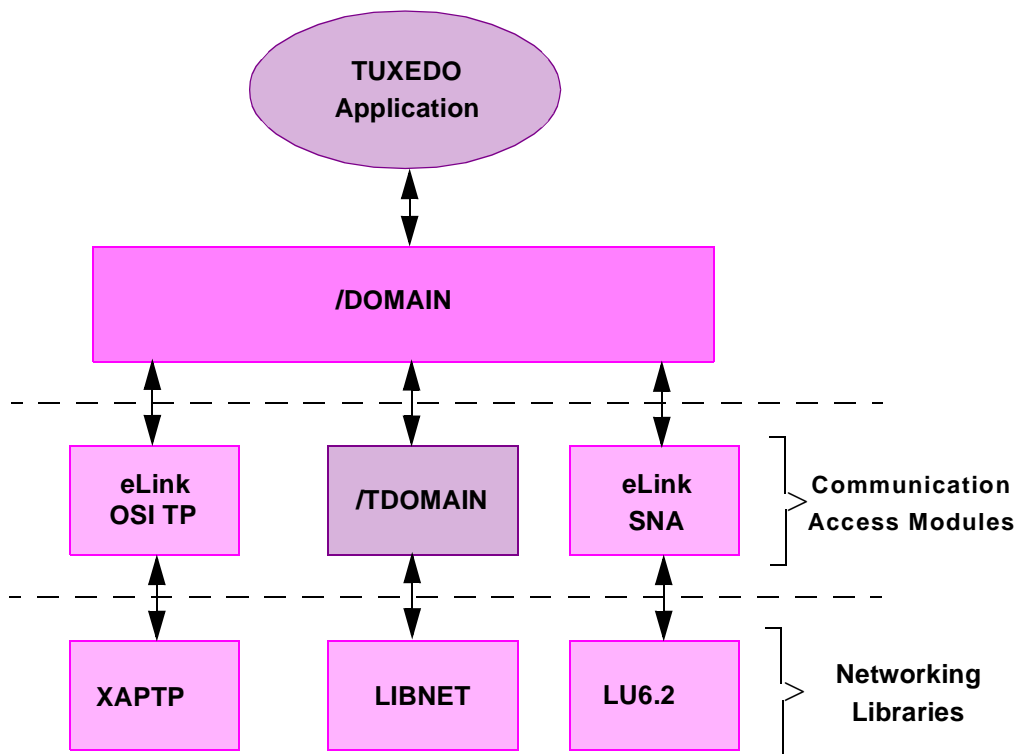 TUXEDO
Application
/DOMAIN
eLink
OSI TP
/TDOMAIN
eLink
SNA
Communication
Access Modules
XAPTP
LIBNET
LU6.2
Networking
Libraries